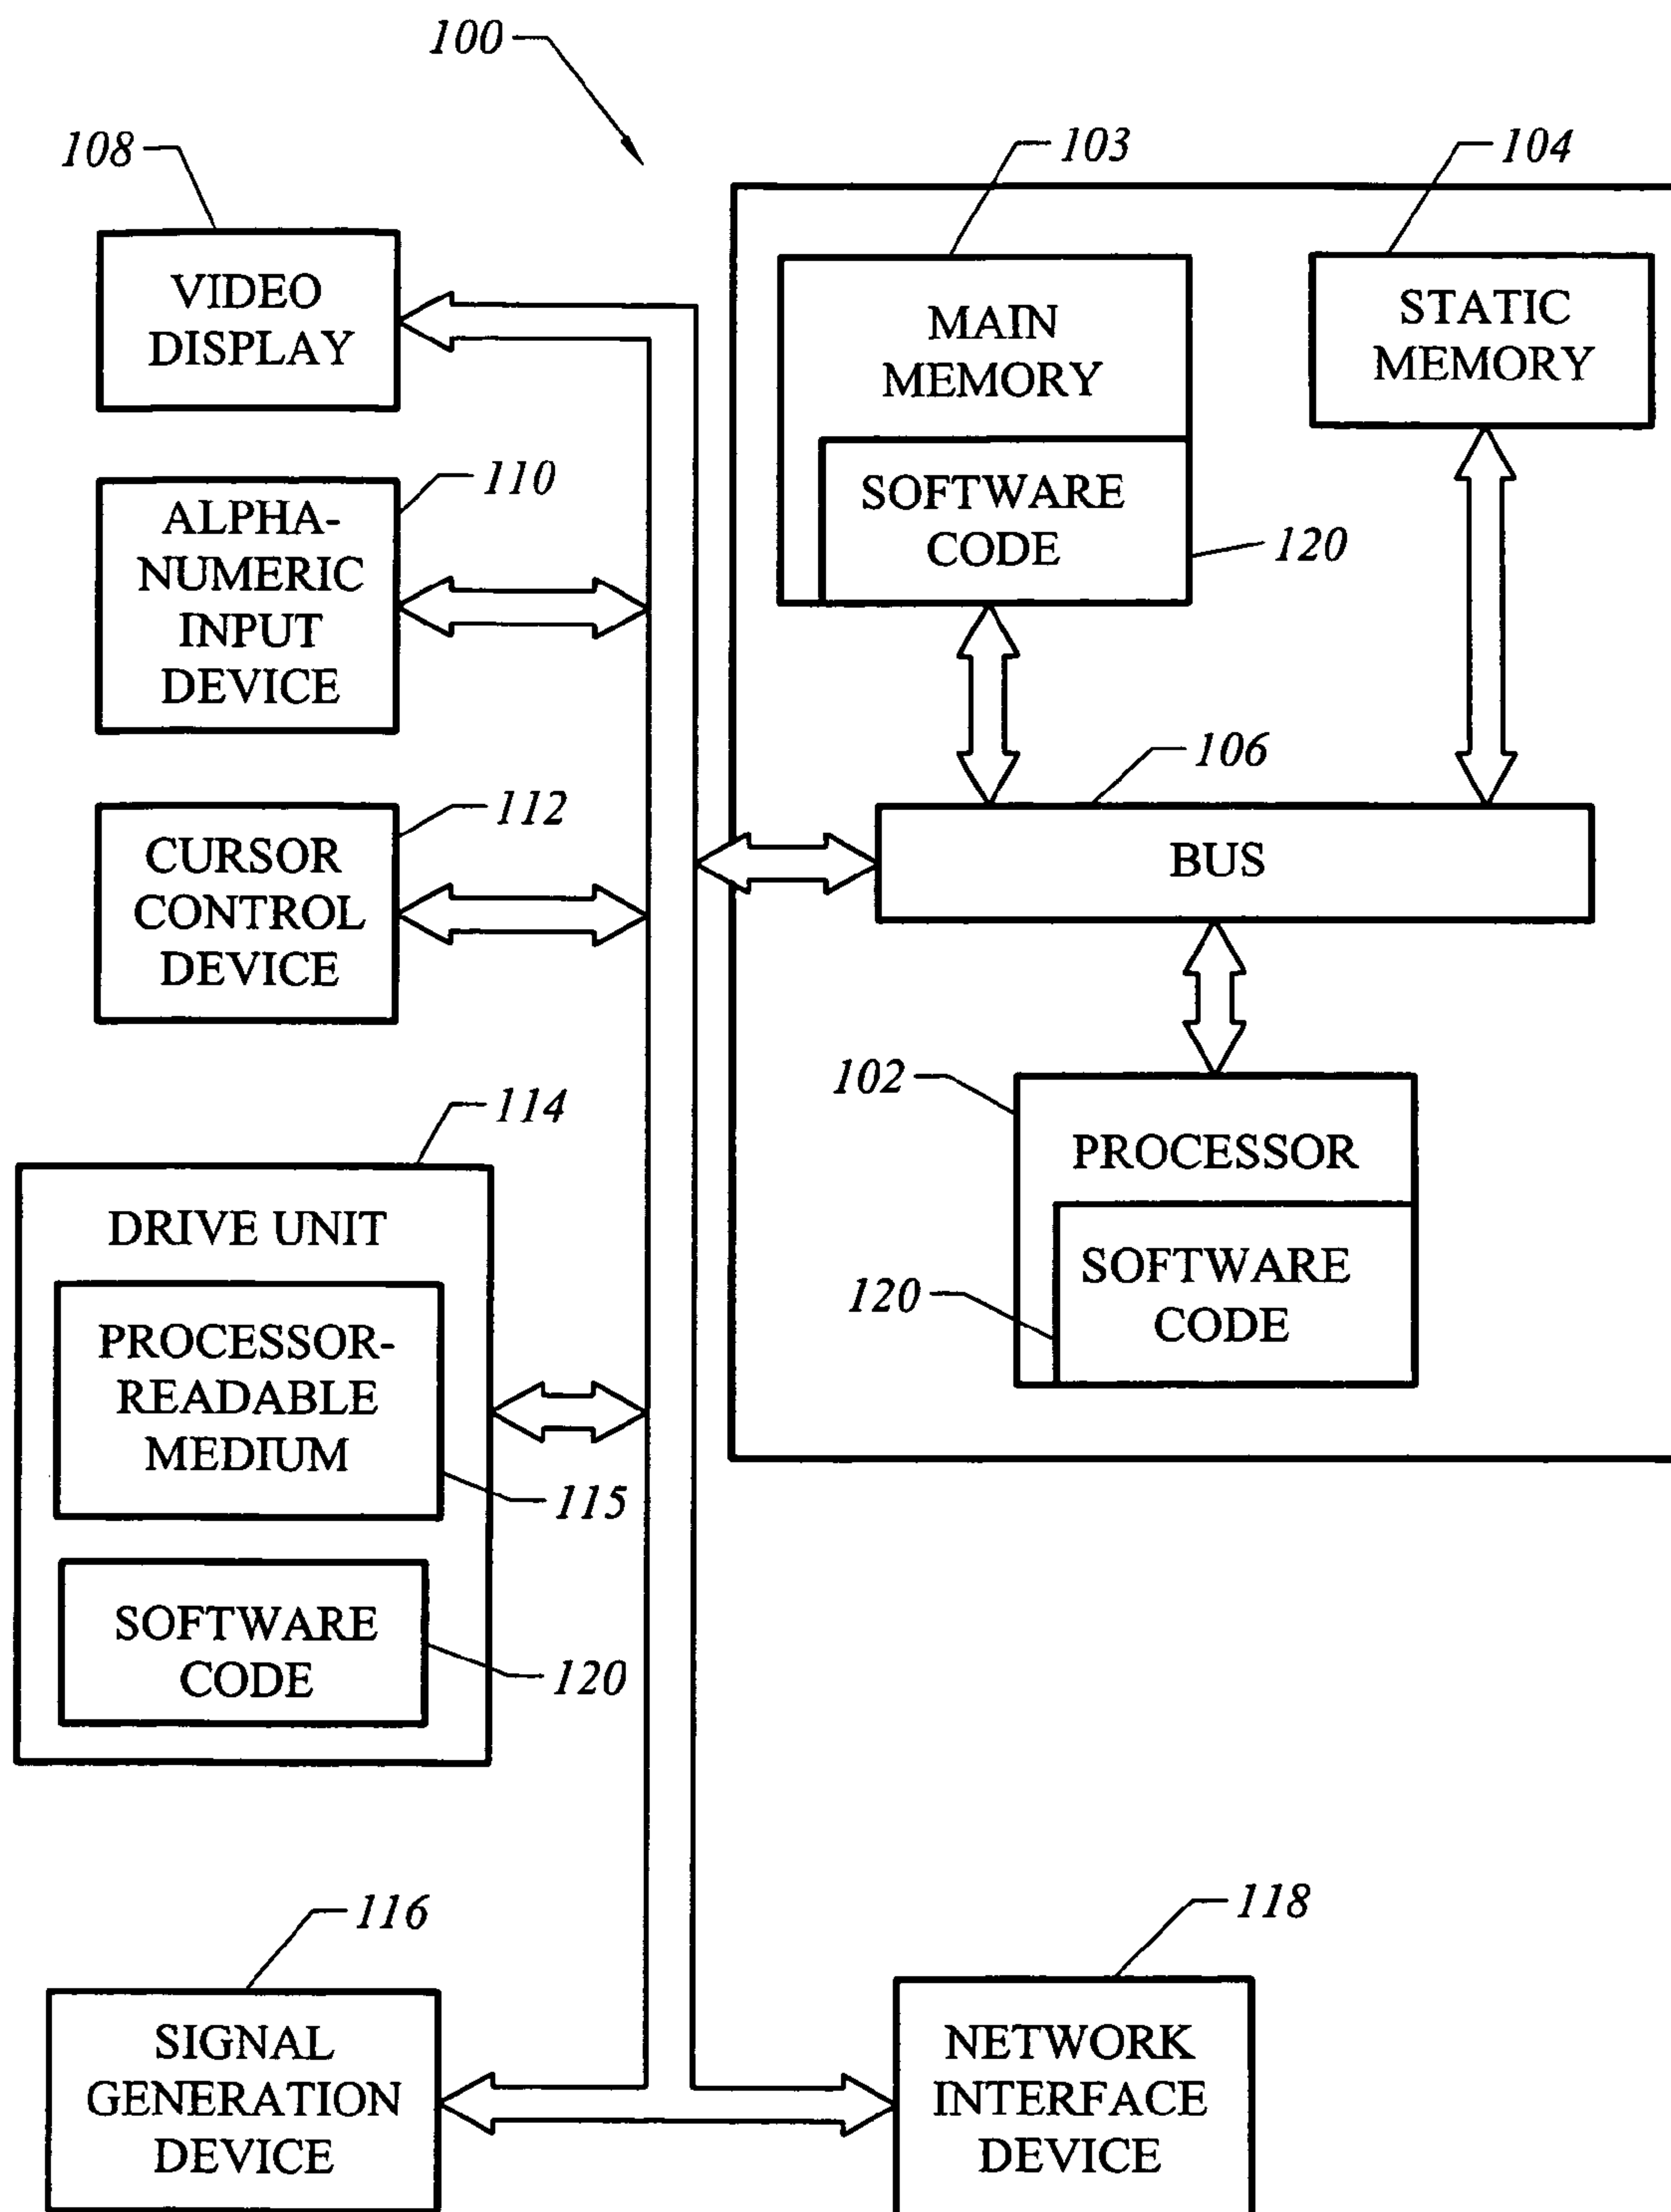 100
108
VIDEO
DISPLAY
110
ALPHA-
NUMERIC
INPUT
DEVICE
112
CURSOR
CONTROL
DEVICE
114
DRIVE UNIT
PROCESSOR-
READABLE
MEDIUM
115
SOFTWARE
CODE
120
116
SIGNAL
GENERATION
DEVICE
103
MAIN
MEMORY
SOFTWARE
CODE
120
104
STATIC
MEMORY
106
BUS
102
PROCESSOR
SOFTWARE
CODE
120
118
NETWORK
INTERFACE
DEVICE